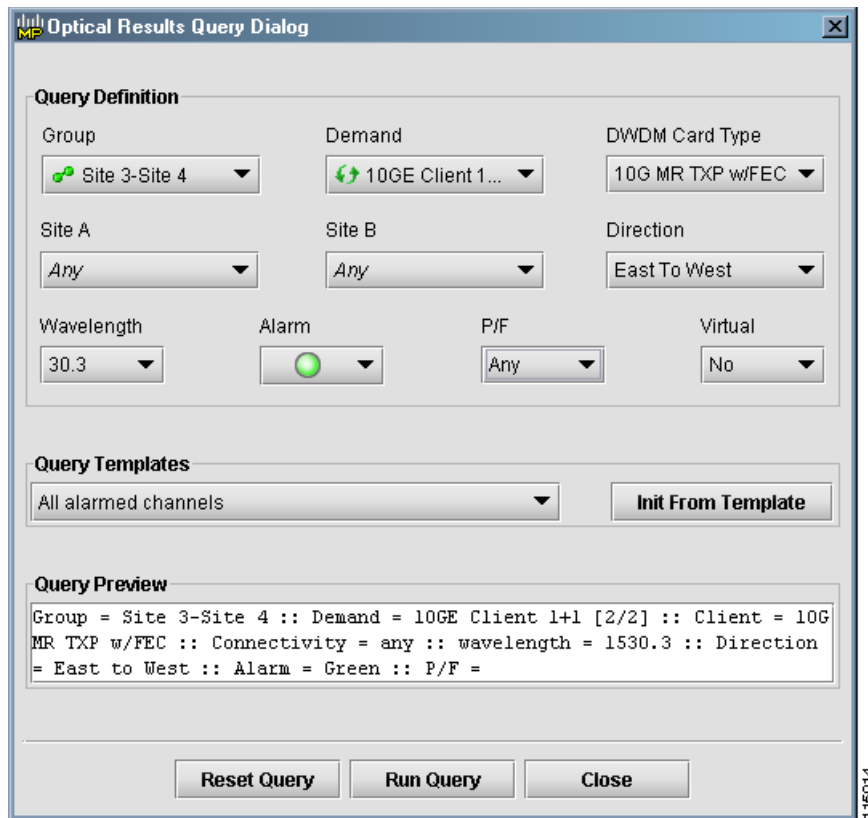 MP Optical Results Query Dialog
Query Definition
Group Demand DWDM Card Type
Site 3-Site 4 10GE Client 1... 10G MR TXP w/FEC
Site A Site B Direction
Any Any East To West
Wavelength Alarm P/F Virtual
30.3 Any No
Query Templates
All alarmed channels Init From Template
Query Preview
Group = Site 3-Site 4 :: Demand = 10GE Client 1+1 [2/2] :: Client = 10G
MR TXP w/FEC :: Connectivity = any :: wavelength = 1530.3 :: Direction
= East to West :: Alarm = Green :: P/F =
Reset Query Run Query Close